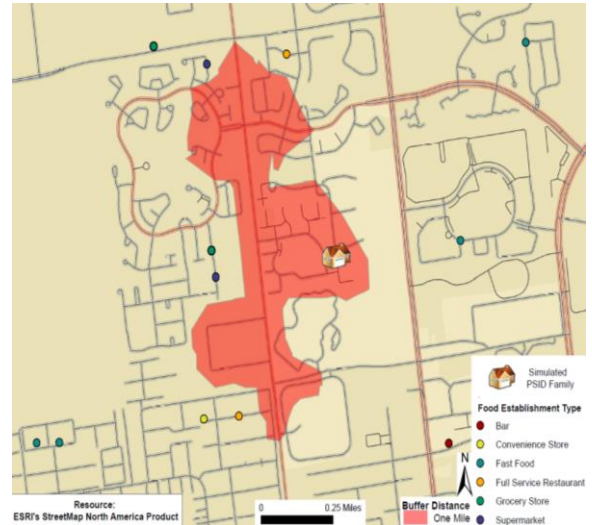 Simulated
PSID Family
Food Establishment Type
Bar
Convenience Store
Fast Food
Full Service Restaurant
Grocery Store
Supermarket
N
Buffer Distance
One Mile
0
0.25 Miles
Resource:
ESRI's StreetMap North America Product